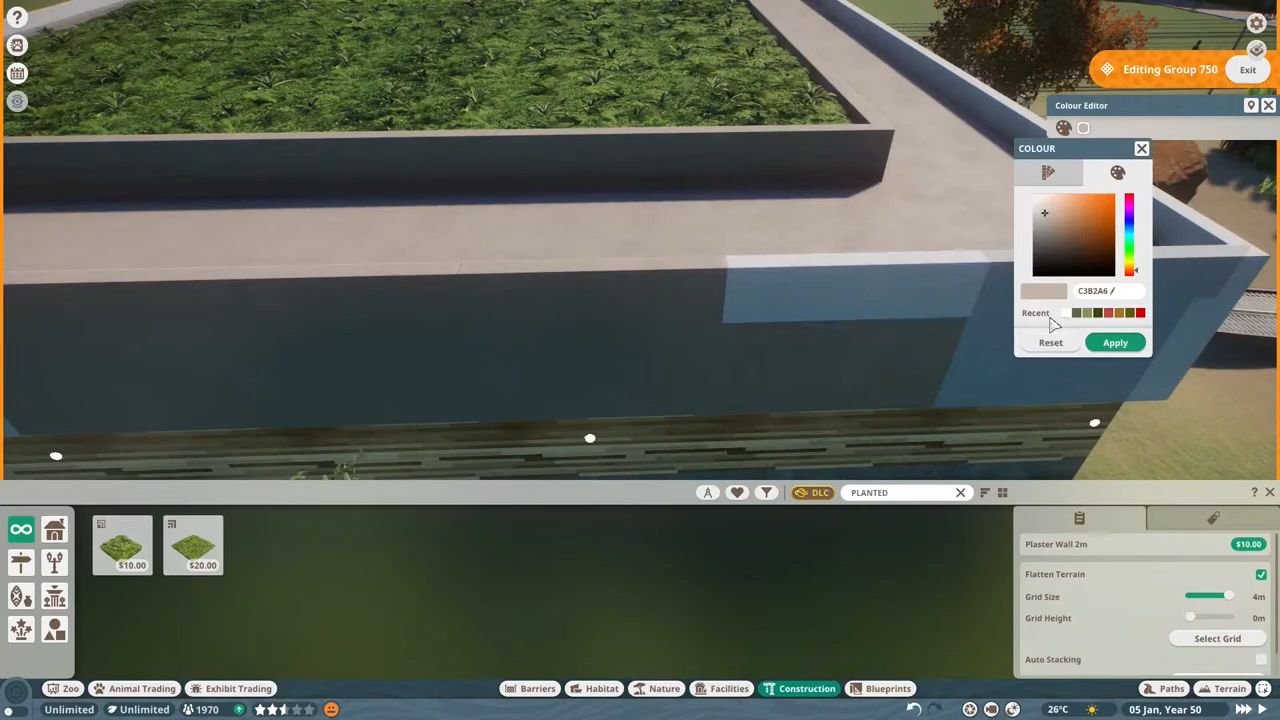 ?
Editing Group 750
Exit
Colour Editor
COLOUR
C3B2A6
Recent
Reset
Apply
DLC
PLANTED
?
$10.00
$20.00
Plaster Wall 2m
$10.00
Flatten Terrain
Grid Size
4m
Grid Height
0m
Select Grid
Auto Stacking
Zoo
Animal Trading
Exhibit Trading
Barriers
Habitat
Nature
Facilities
Construction
Blueprints
Paths
Terrain
Unlimited
Unlimited
1970
26°C
05 Jan, Year 50